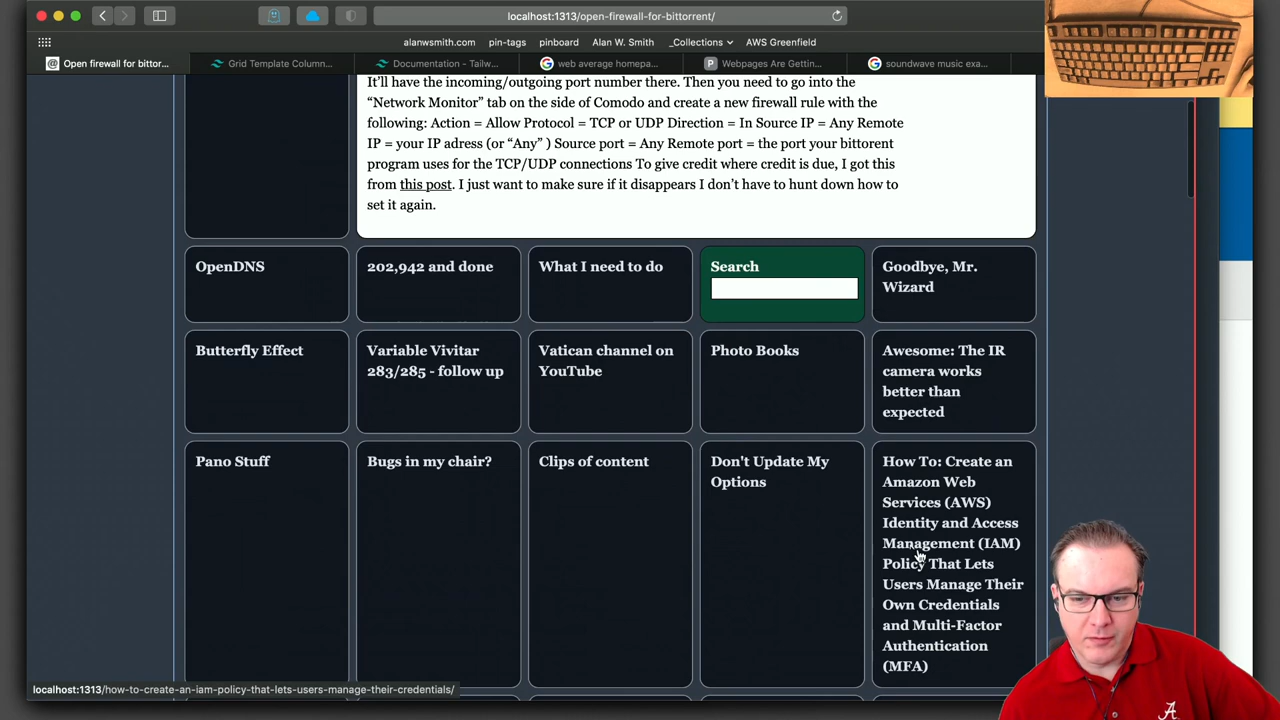 localhost:1313/open-firewall-for-bittorrent/
alanwsmith.com
pin-tags
pinboard
Alan W. Smith
_Collections
AWS Greenfield
Open firewall for bittor...
Grid Template Column...
Documentation - Tailw...
web average homepa...
Webpages Are Gettin...
soundwave music exa...
It’ll have the incoming/outgoing port number there. Then you need to go into the
“Network Monitor” tab on the side of Comodo and create a new firewall rule with the
following: Action = Allow Protocol = TCP or UDP Direction = In Source IP = Any Remote
IP = your IP adress (or “Any” ) Source port = Any Remote port = the port your bittorent
program uses for the TCP/UDP connections To give credit where credit is due, I got this
from this post. I just want to make sure if it disappears I don’t have to hunt down how to
set it again.
OpenDNS
202,942 and done
What I need to do
Search
Goodbye, Mr.
Wizard
Butterfly Effect
Variable Vivitar
283/285 - follow up
Vatican channel on
YouTube
Photo Books
Awesome: The IR
camera works
better than
expected
Pano Stuff
Bugs in my chair?
Clips of content
Don't Update My
Options
How To: Create an
Amazon Web
Services (AWS)
Identity and Access
Management (IAM)
Policy That Lets
Users Manage Their
Own Credentials
and Multi-Factor
Authentication
(MFA)
localhost:1313/how-to-create-an-iam-policy-that-lets-users-manage-their-credentials/
A